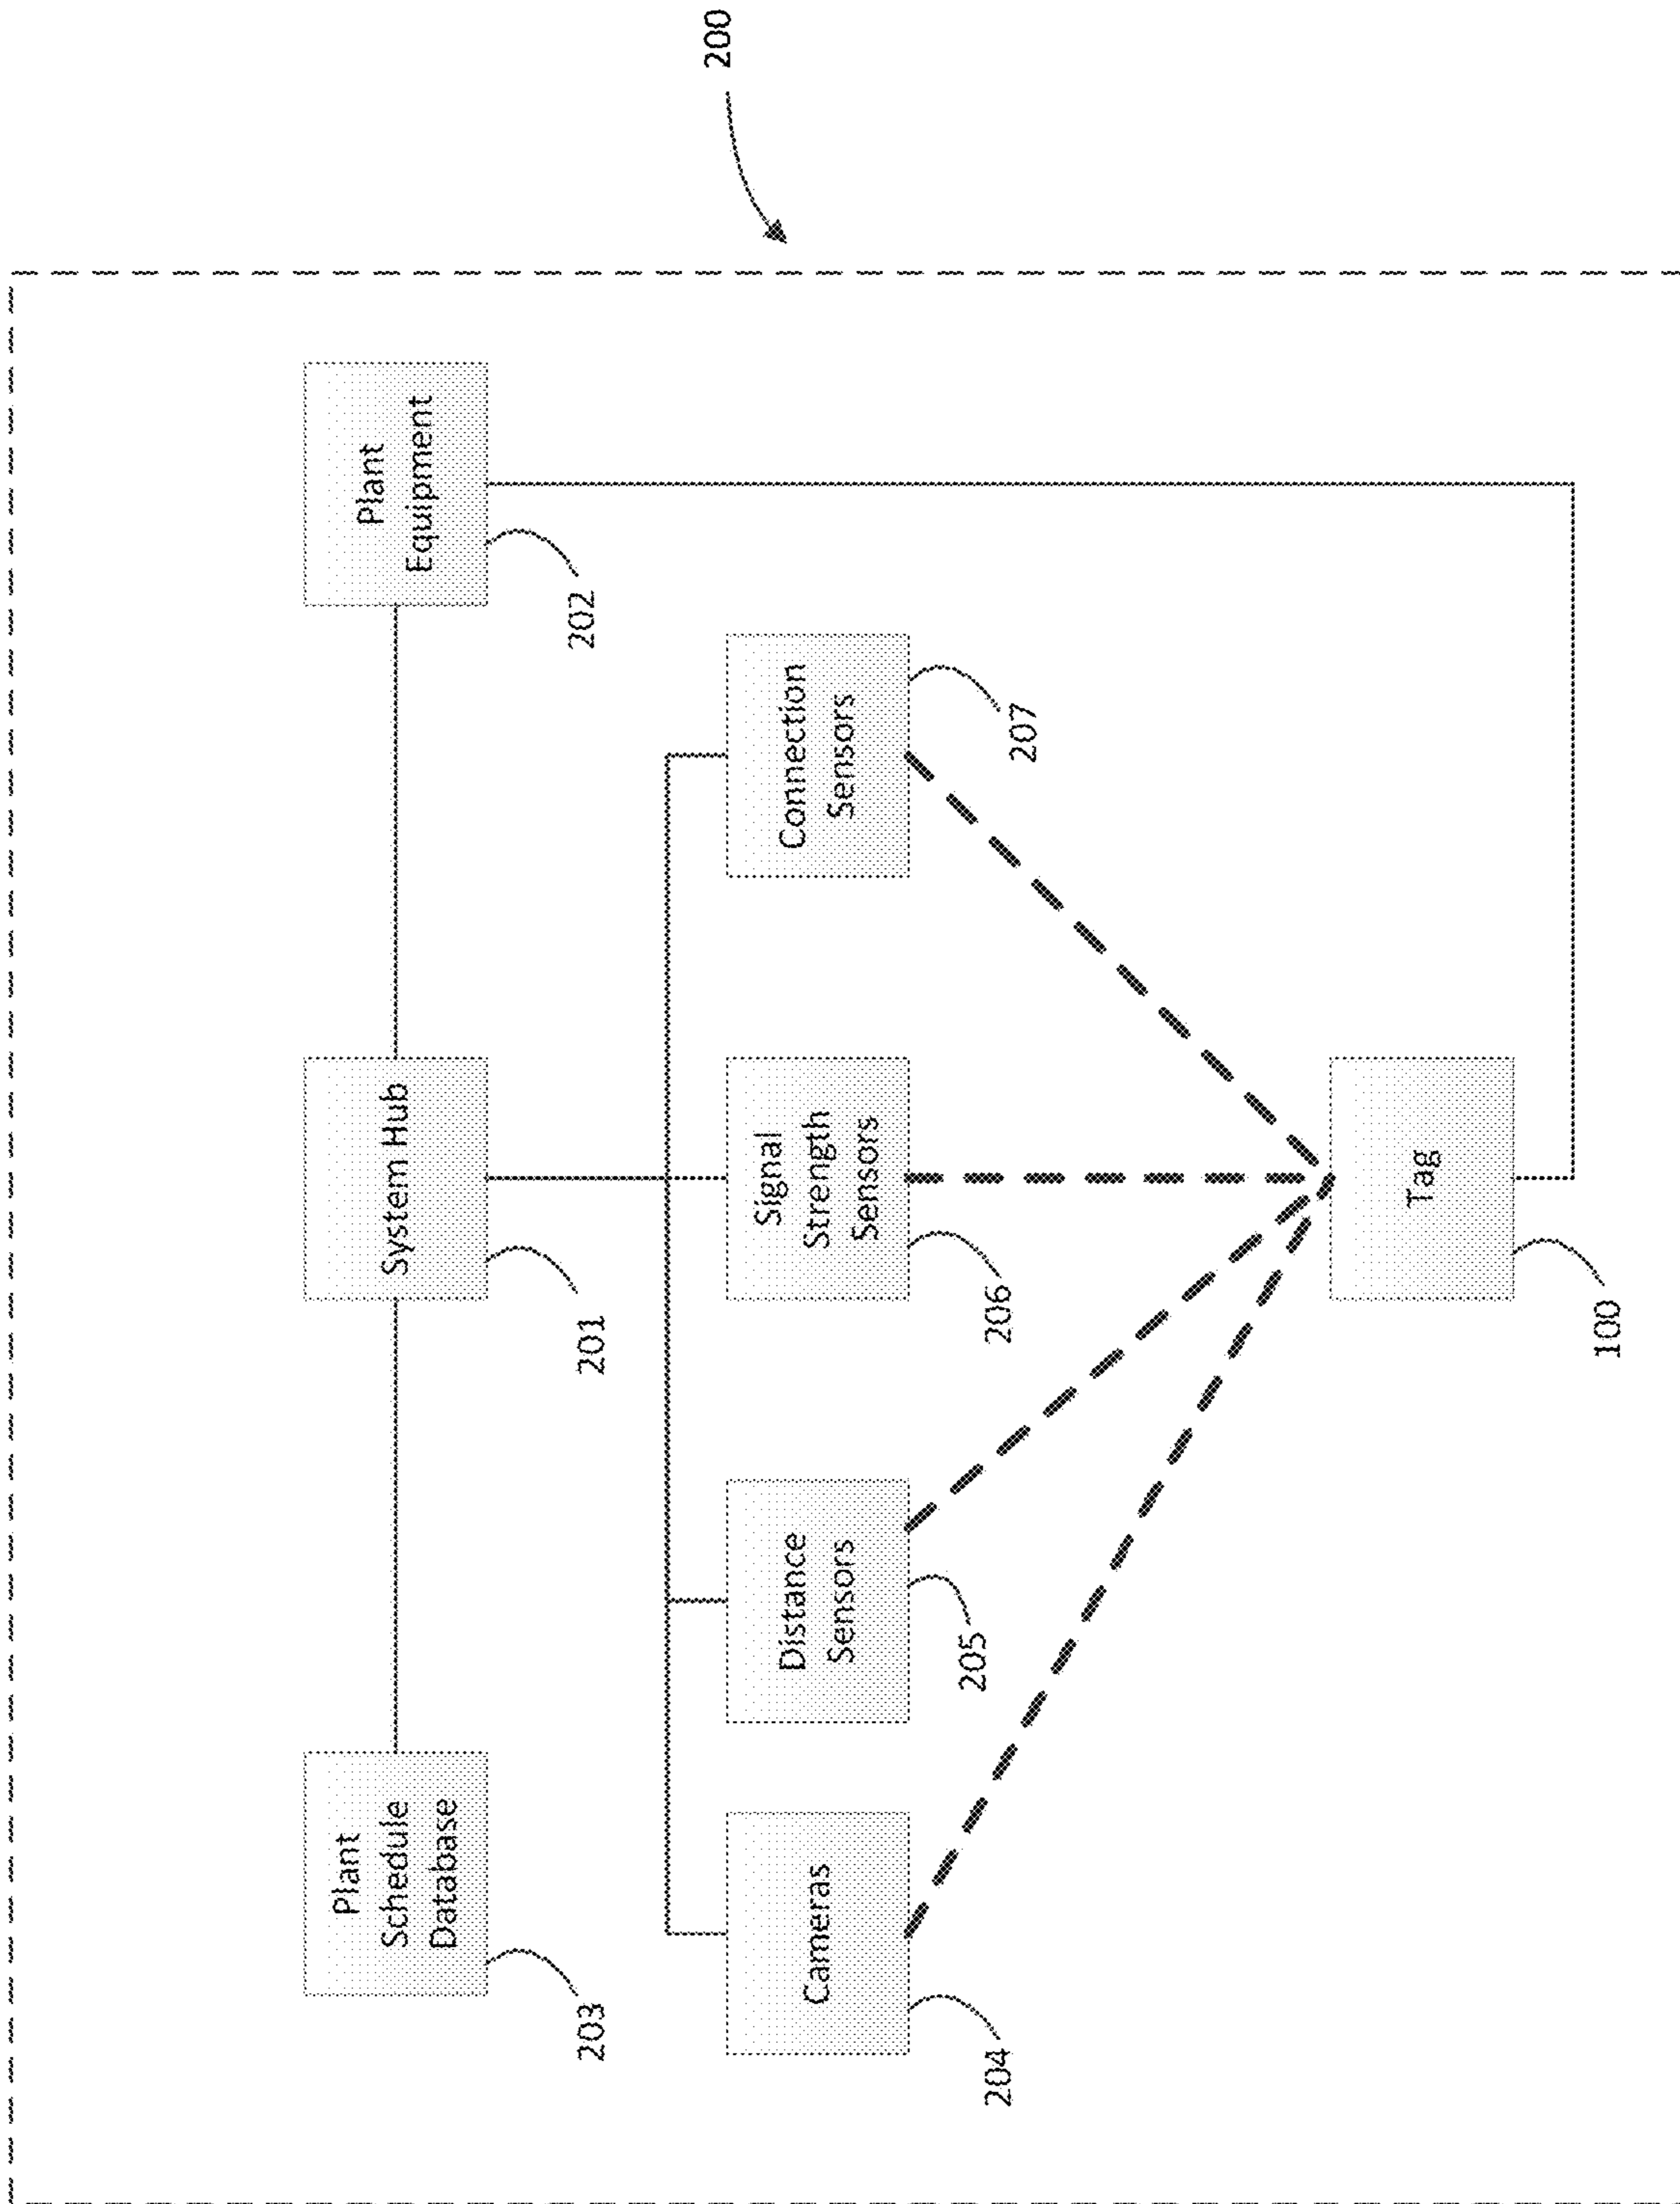 200
Plant
Schedule
Database
203
System Hub
201
Plant
Equipment
202
Cameras
204
Distance
Sensors
205
Signal
Strength
Sensors
206
Connection
Sensors
207
Tag
100